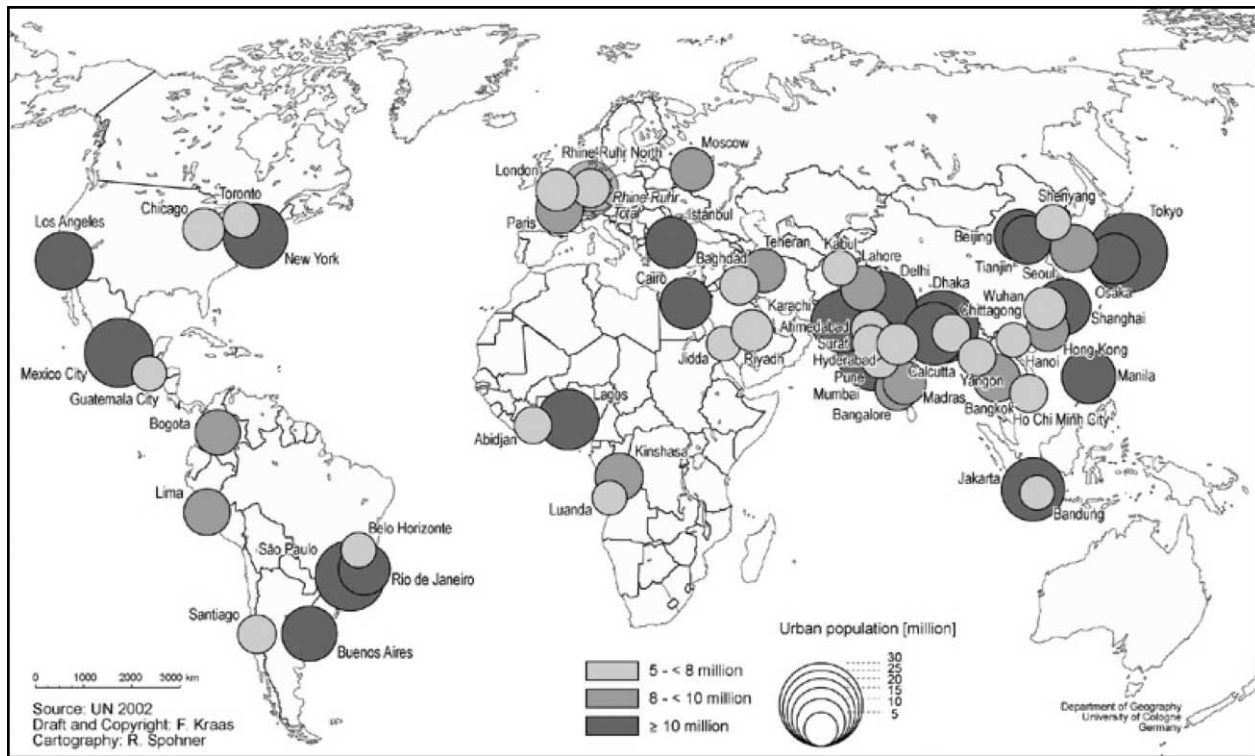 Moscow
Rhine-Ruhr North
London
Rhine-Ruhr
Total
Paris
Istanbul
Toronto
Chicago
Los Angeles
New York
Shenyang
Tokyo
Beijing
Tianjin
Seoul
Osaka
Teheran
Kabul
Baghdad
Lahore
Cairo
Delhi
Dhaka
Karachi
Wuhan
Chittagong
Shanghai
Ahmedabad
Surat
Jidda
Riyadh
Hyderabad
Hanoi
Hong Kong
Pune
Calcutta
Yangon
Manila
Mumbai
Madras
Bangkok
Bangalore
Ho Chi Minh City
Mexico City
Guatemala City
Bogota
Lagos
Abidjan
Kinshasa
Lima
Luanda
Jakarta
Bandung
Belo Horizonte
São Paulo
Rio de Janeiro
Santiago
Buenos Aires
Urban population [million]
30
25
20
15
10
5
5 - < 8 million
8 - < 10 million
≥ 10 million
0 1000 2000 3000 km
Source: UN 2002
Draft and Copyright: F. Kraas
Cartography: R. Spohner
Department of Geography
University of Cologne
Germany